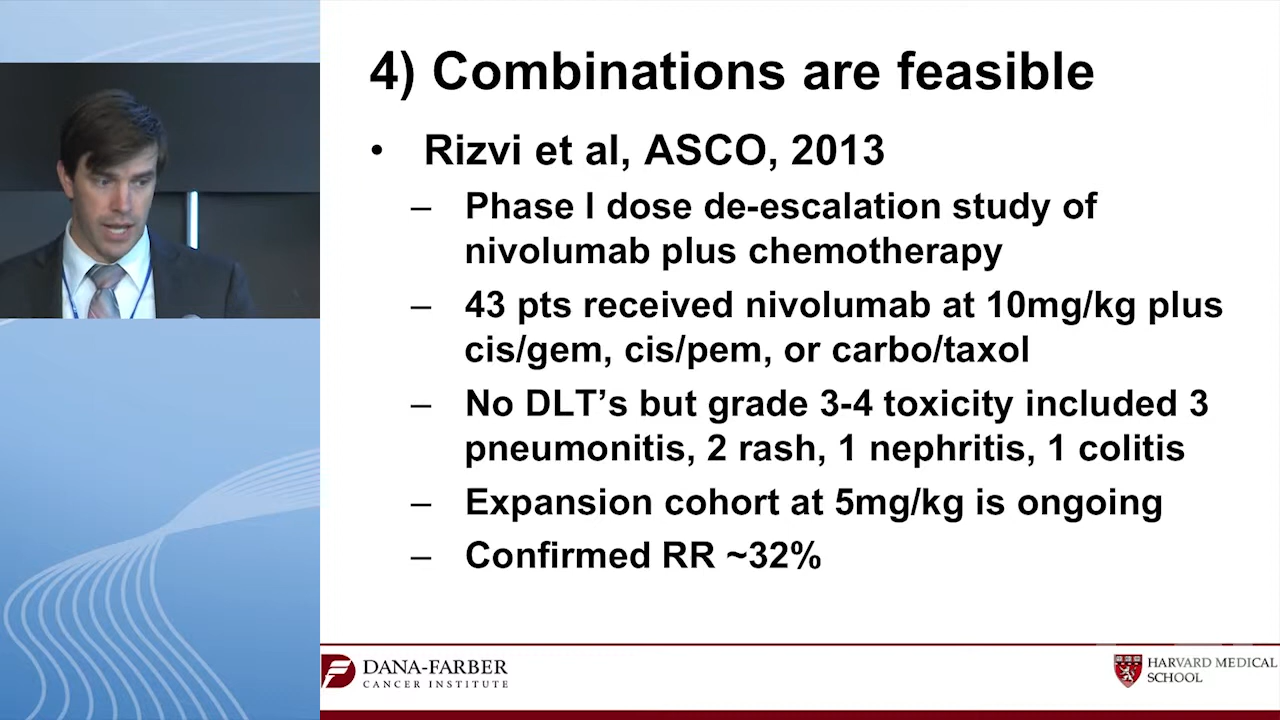 4) Combinations are feasible
• Rizvi et al, ASCO, 2013
– Phase I dose de-escalation study of
nivolumab plus chemotherapy
– 43 pts received nivolumab at 10mg/kg plus
cis/gem, cis/pem, or carbo/taxol
– No DLT’s but grade 3-4 toxicity included 3
pneumonitis, 2 rash, 1 nephritis, 1 colitis
– Expansion cohort at 5mg/kg is ongoing
– Confirmed RR ~32%
DANA-FARBER
CANCER INSTITUTE
HARVARD MEDICAL
SCHOOL